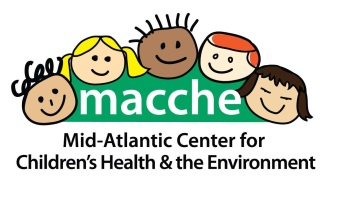 macche
Mid-Atlantic Center for
Children's Health & the Environment